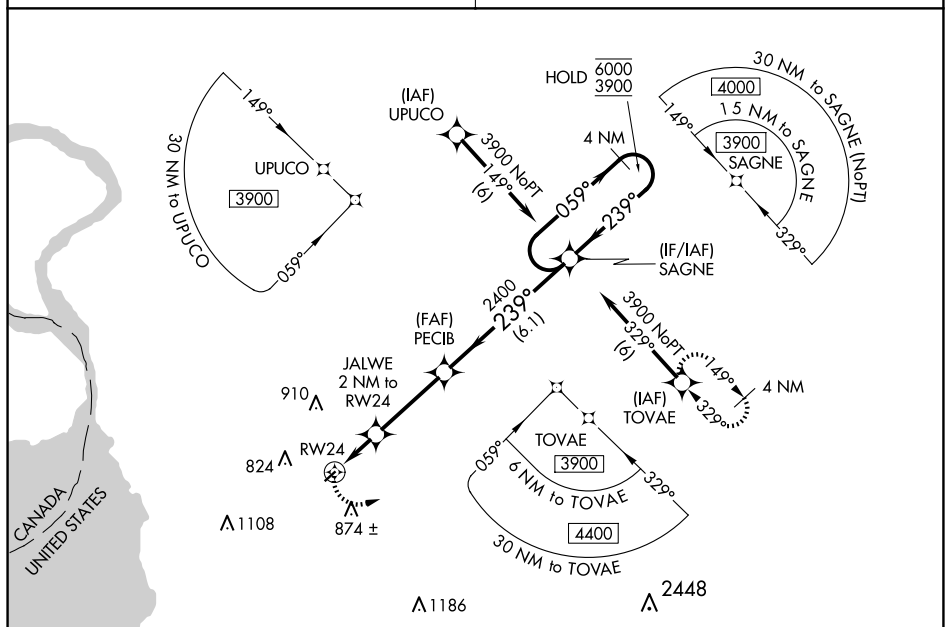 149°
30 NM to UPUCO
UPUCO
3900
059°
(IAF)
UPUCO
3900 NoPT
149°
(6)
HOLD
6000
3900
4 NM
059°
239°
(IF/IAF)
SAGNE
30 NM to SAGNE (NoPT)
4000
15 NM to SAGNE
149°
3900
SAGNE
329°
2400
239°
(6.1)
(FAF)
PECIB
JALWE
2 NM to
RW24
910
824
RW24
1108
874 ±
3900 NoPT
329°
(6)
149°
4 NM
329°
(IAF)
TOVAE
TOVAE
3900
059°
329°
6 NM to TOVAE
4400
30 NM to TOVAE
CANADA
UNITED STATES
1186
2448